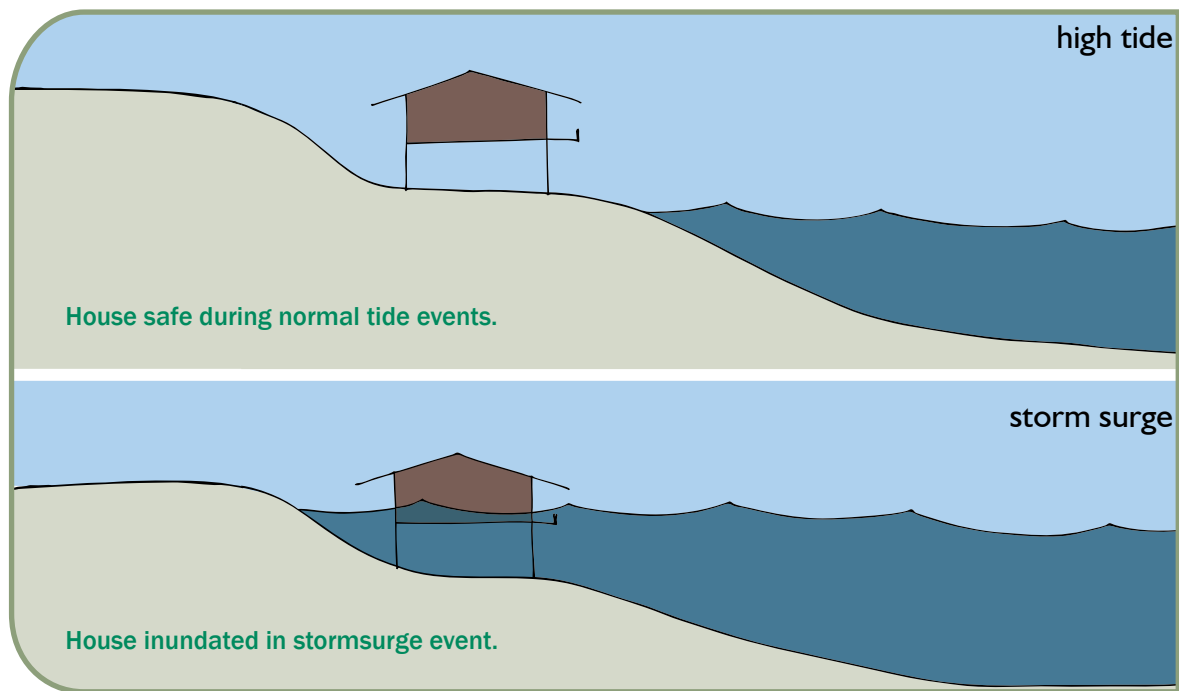 high tide
House safe during normal tide events.
storm surge
House inundated in stormsurge event.